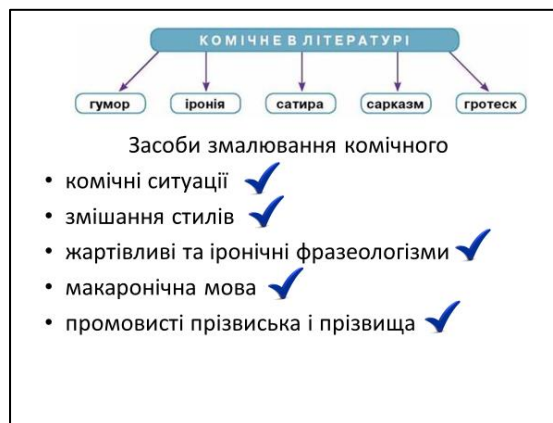 КОМІЧНЕ В ЛІТЕРАТУРІ
гумор іронія сатира сарказм гротеск
Засоби змалювання комічного
• комічні ситуації
• змішання стилів
• жартівливі та іронічні фразеологізми
• макаронічна мова
• промовисті прізвиська і прізвища